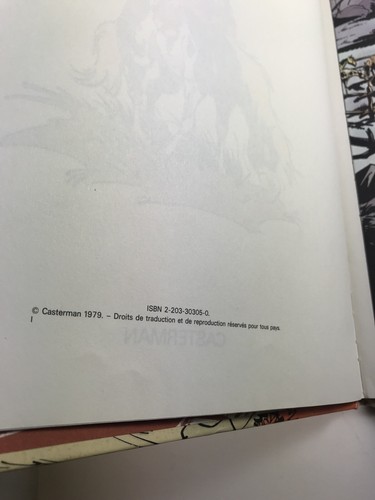 ISBN 2-203-30305-0.
© Casterman 1979. – Droits de traduction et de reproduction réservés pour tous pays
I
CASTERMAN